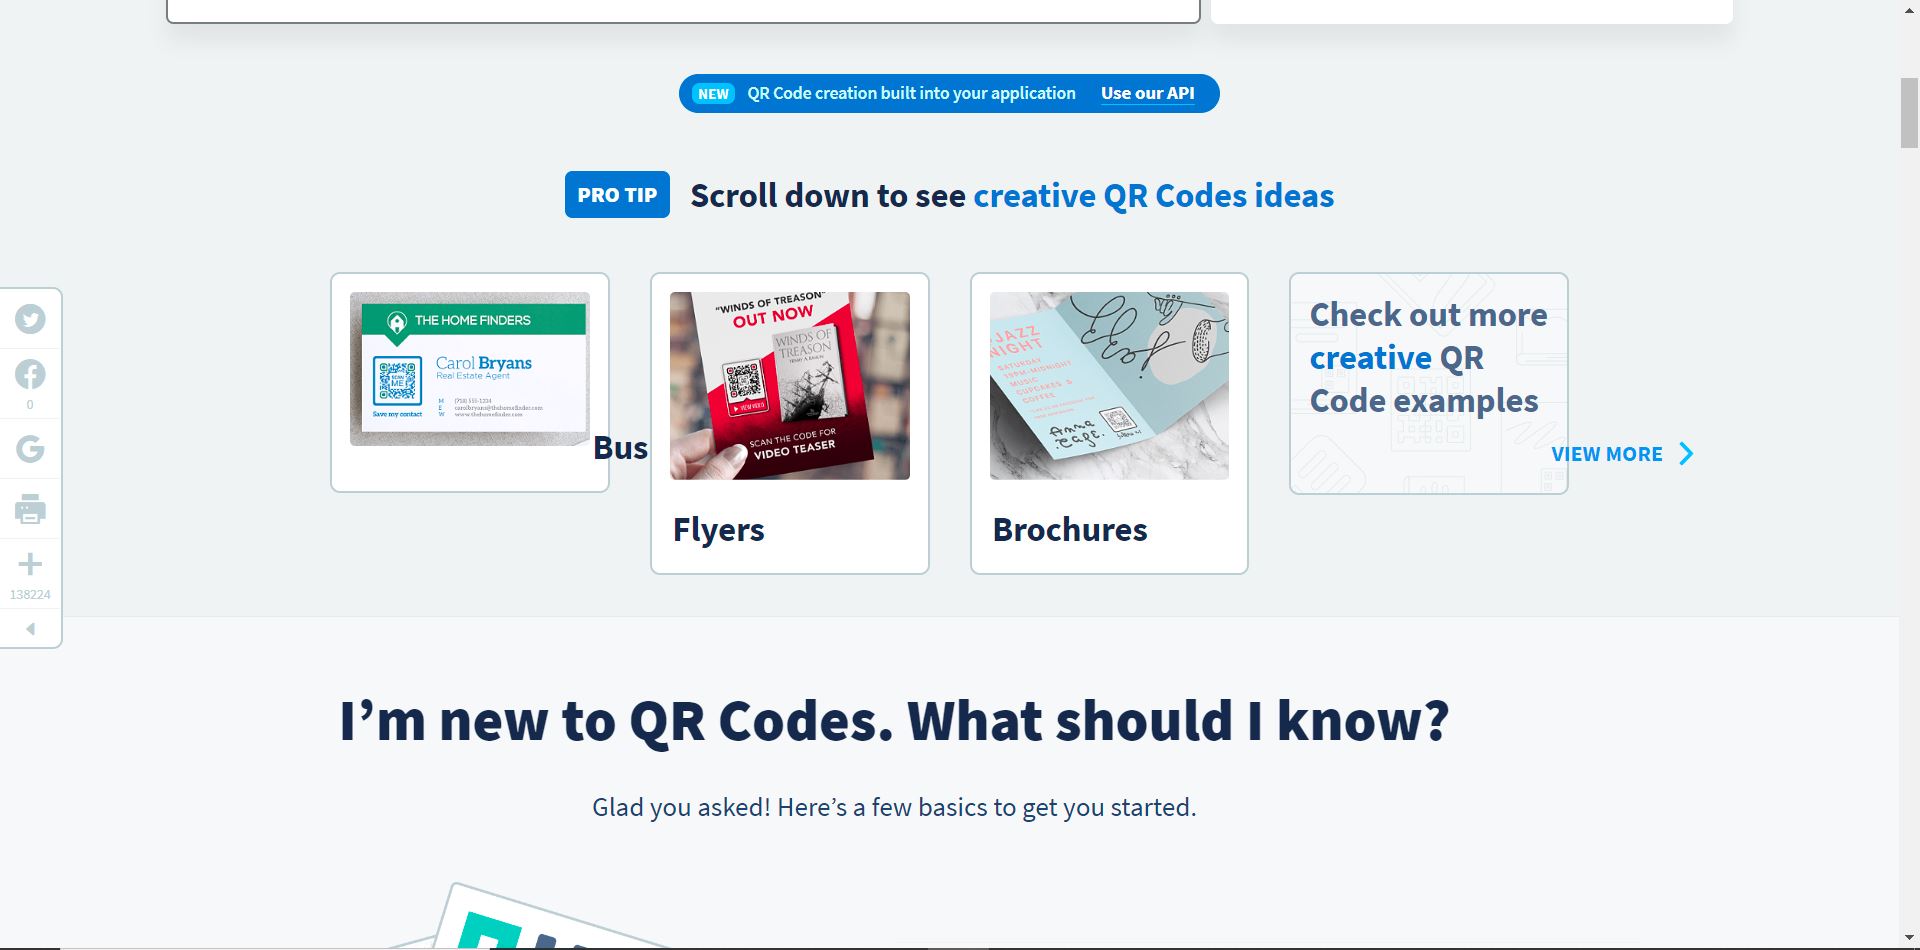 NEW QR Code creation built into your application Use our API
PRO TIP Scroll down to see creative QR Codes ideas
THE HOME FINDERS
Carol Bryans
Real Estate Agent
SCAN
ME
Save my contact
M (718) 555-1234
E carolbryans@thehomefinder.com
W www.thehomefinder.com
Bus
"WINDS OF TREASON"
OUT NOW
WINDS OF
TREASON
VIEW VIDEO
SCAN THE CODE FOR
VIDEO TEASER
Flyers
JAZZ
NIGHT
SATURDAY
10PM-MIDNIGHT
MUSIC
CUPCAKES &
COFFEE
Anna
Cafe.
Brochures
Check out more
creative QR
Code examples
VIEW MORE
0
138224
I’m new to QR Codes. What should I know?
Glad you asked! Here’s a few basics to get you started.